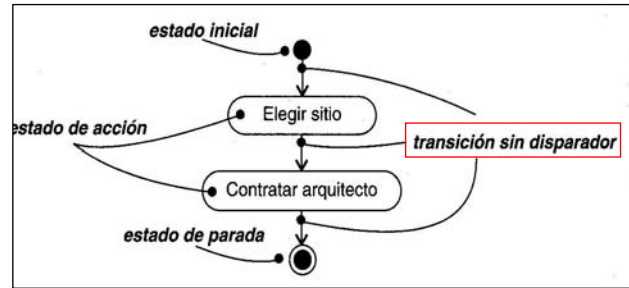 estado inicial
Elegir sitio
estado de acción
transición sin disparador
Contratar arquitecto
estado de parada